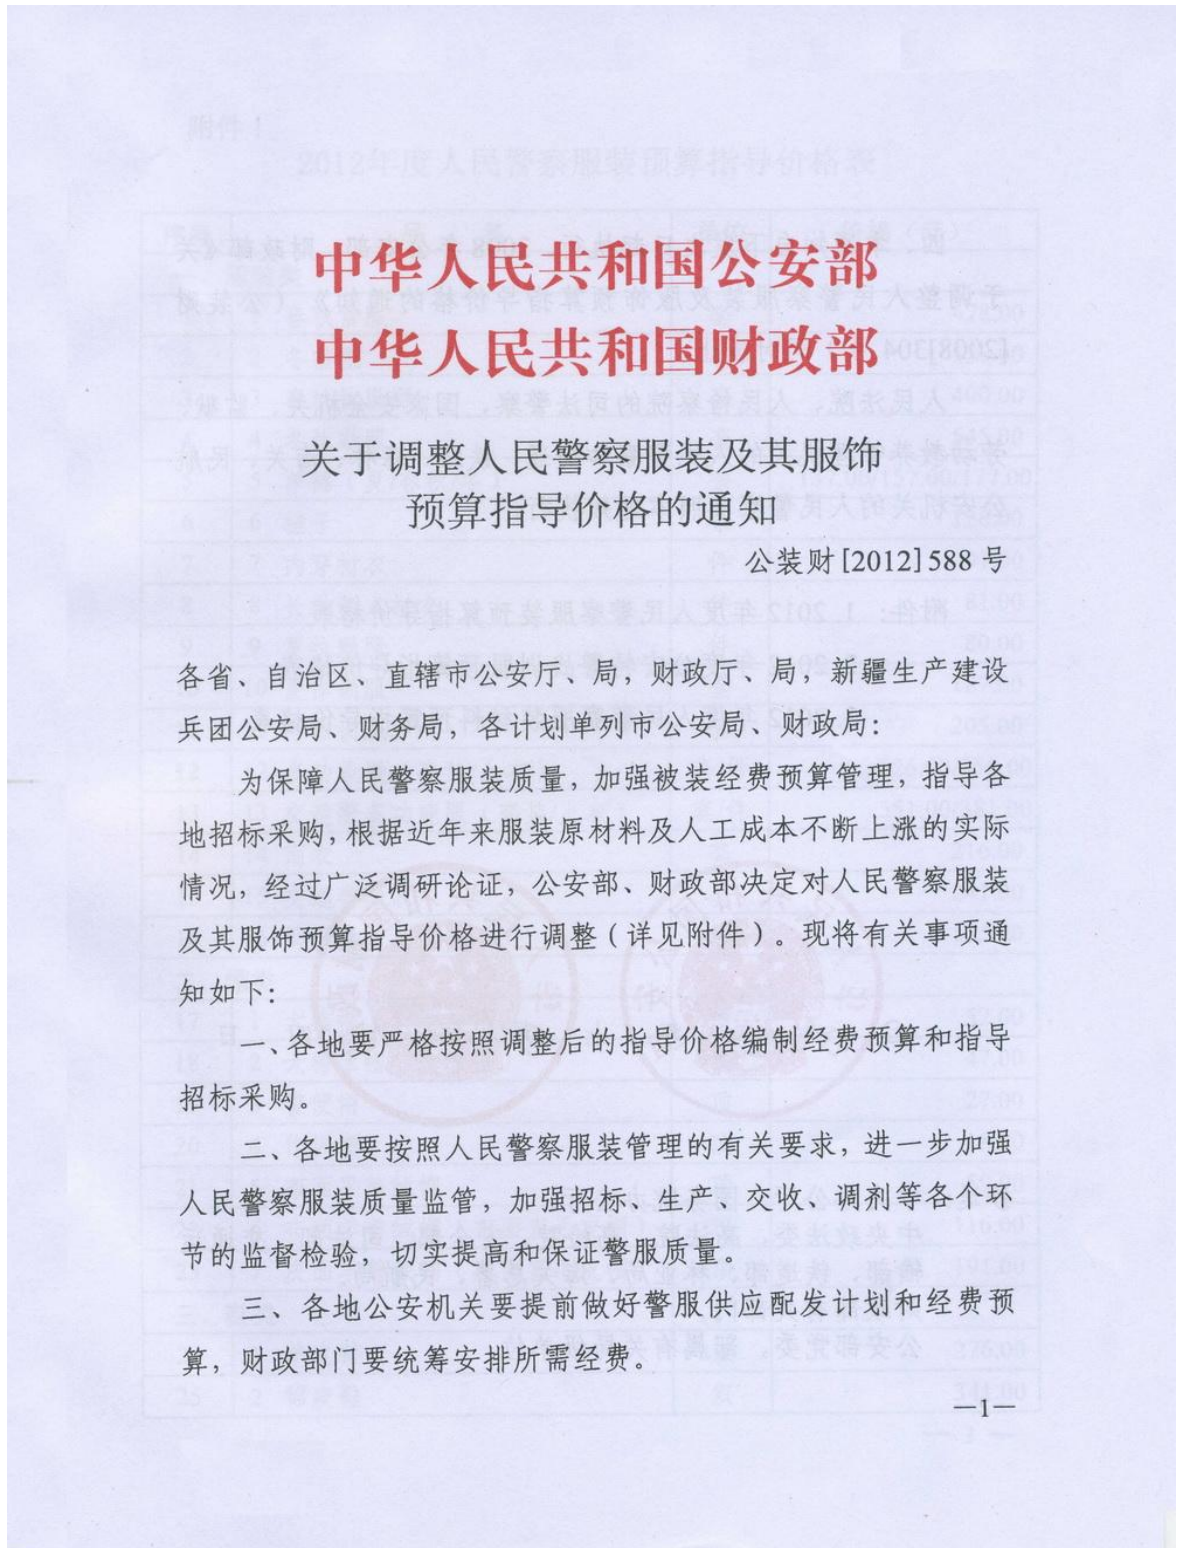 中华人民共和国公安部
中华人民共和国财政部
关于调整人民警察服装及其服饰
预算指导价格的通知
公装财[2012]588号
各省、自治区、直辖市公安厅、局，财政厅、局，新疆生产建设
兵团公安局、财务局，各计划单列市公安局、财政局：
为保障人民警察服装质量，加强被装经费预算管理，指导各
地招标采购，根据近年来服装原材料及人工成本不断上涨的实际
情况，经过广泛调研论证，公安部、财政部决定对人民警察服装
及其服饰预算指导价格进行调整（详见附件）。现将有关事项通
知如下：
一、各地要严格按照调整后的指导价格编制经费预算和指导
招标采购。
二、各地要按照人民警察服装管理的有关要求，进一步加强
人民警察服装质量监管，加强招标、生产、交收、调剂等各个环
节的监督检验，切实提高和保证警服质量。
三、各地公安机关要提前做好警服供应配发计划和经费预
算，财政部门要统筹安排所需经费。
—1—